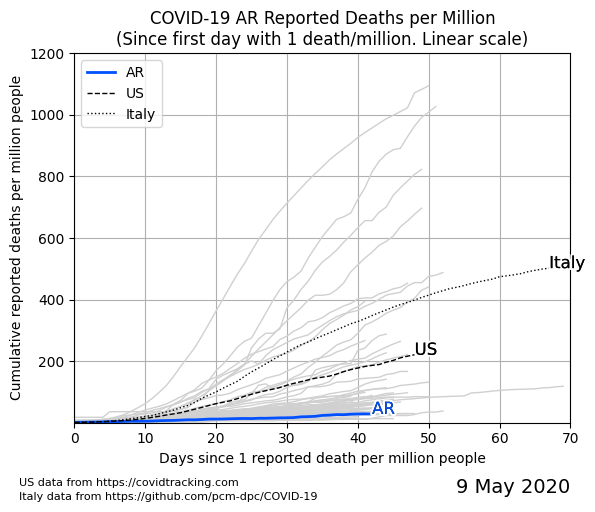 COVID-19 AR Reported Deaths per Million
(Since first day with 1 death/million. Linear scale)
Cumulative reported deaths per million people
1200
1000
800
600
400
200
AR
US
Italy
Italy
US
AR
0 10 20 30 40 50 60 70
Days since 1 reported death per million people
US data from https://covidtracking.com
Italy data from https://github.com/pcm-dpc/COVID-19
9 May 2020